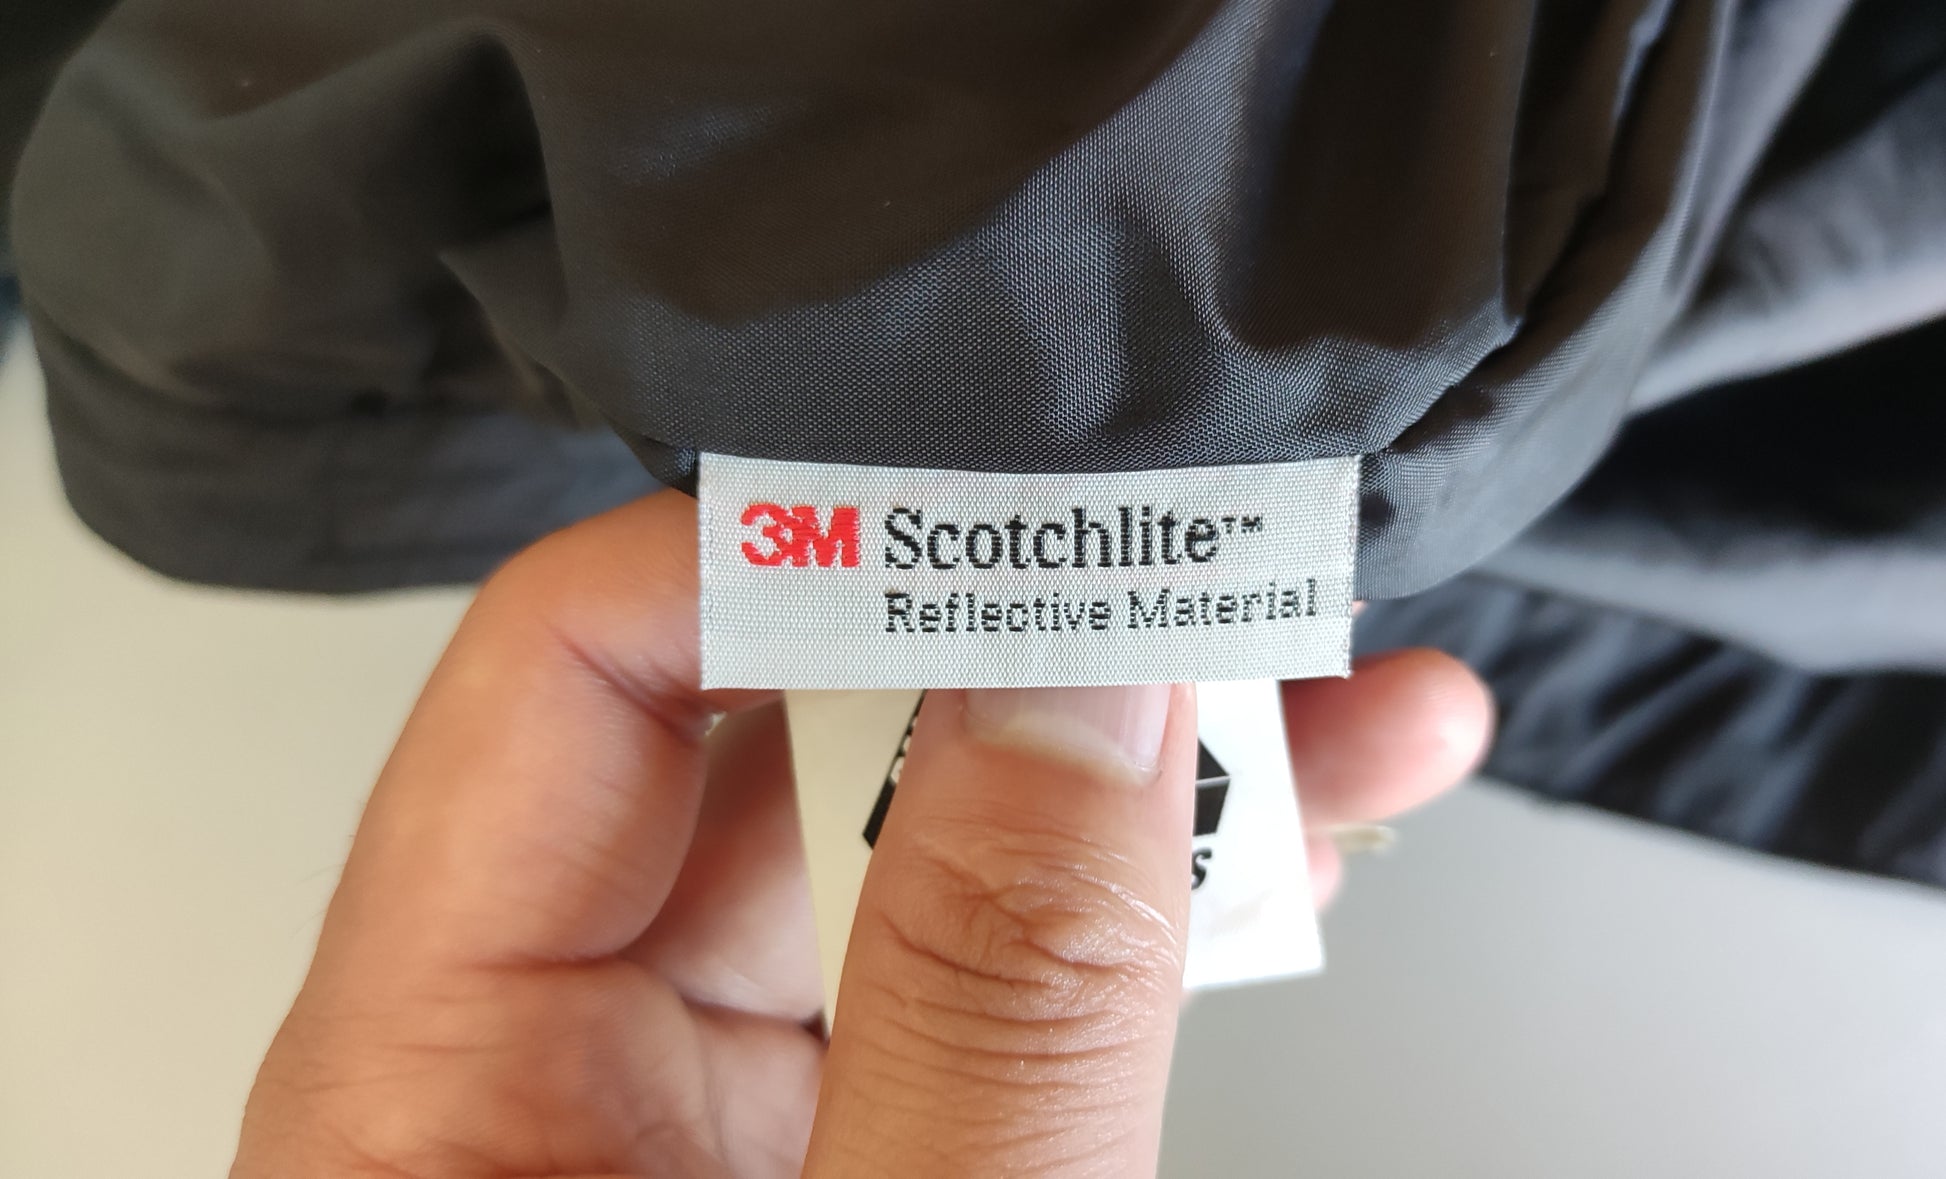 3M Scotchlite™
Reflective Material